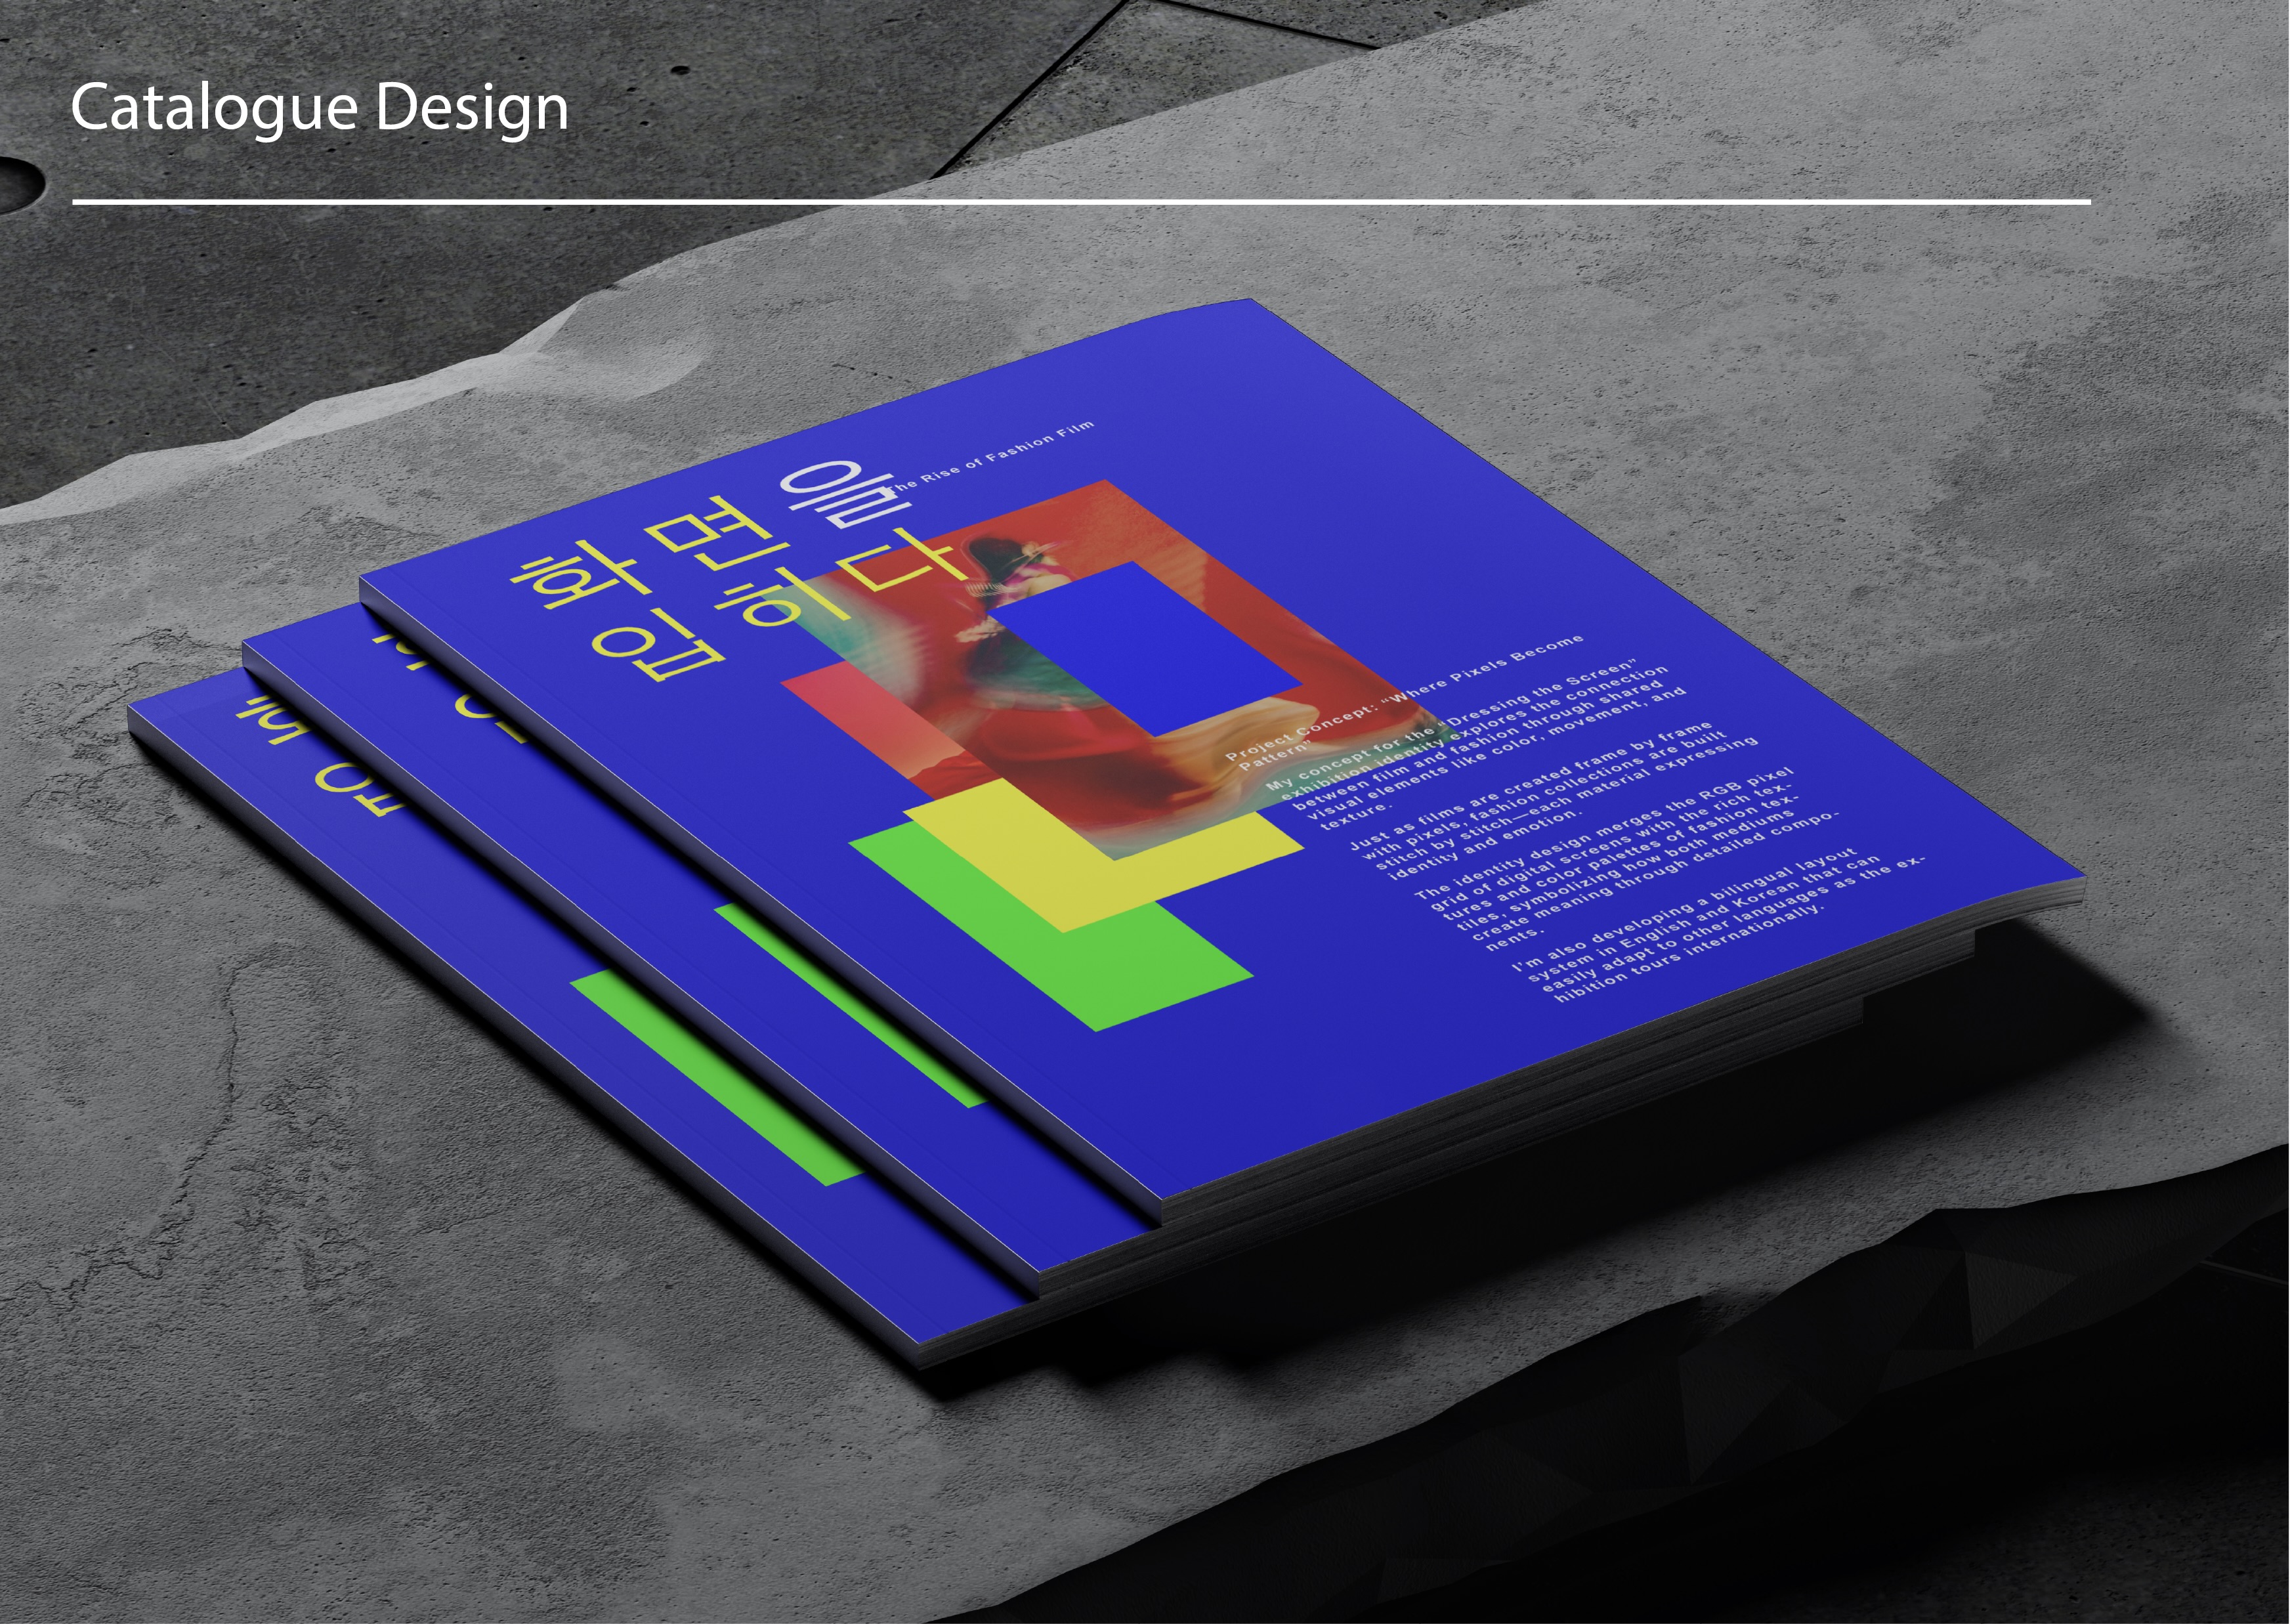 Catalogue Design
The Rise of Fashion Film
화면을
입히다
Project Concept: “Where Pixels Become
Pattern”
My concept for the “Dressing the Screen”
exhibition identity explores the connection
between film and fashion through shared
visual elements like color, movement, and
texture.
Just as films are created frame by frame
with pixels, fashion collections are built
stitch by stitch—each material expressing
identity and emotion.
The identity design merges the RGB pixel
grid of digital screens with the rich tex-
tures and color palettes of fashion tex-
tiles, symbolizing how both mediums
create meaning through detailed compo-
nents.
I’m also developing a bilingual layout
system in English and Korean that can
easily adapt to other languages as the ex-
hibition tours internationally.